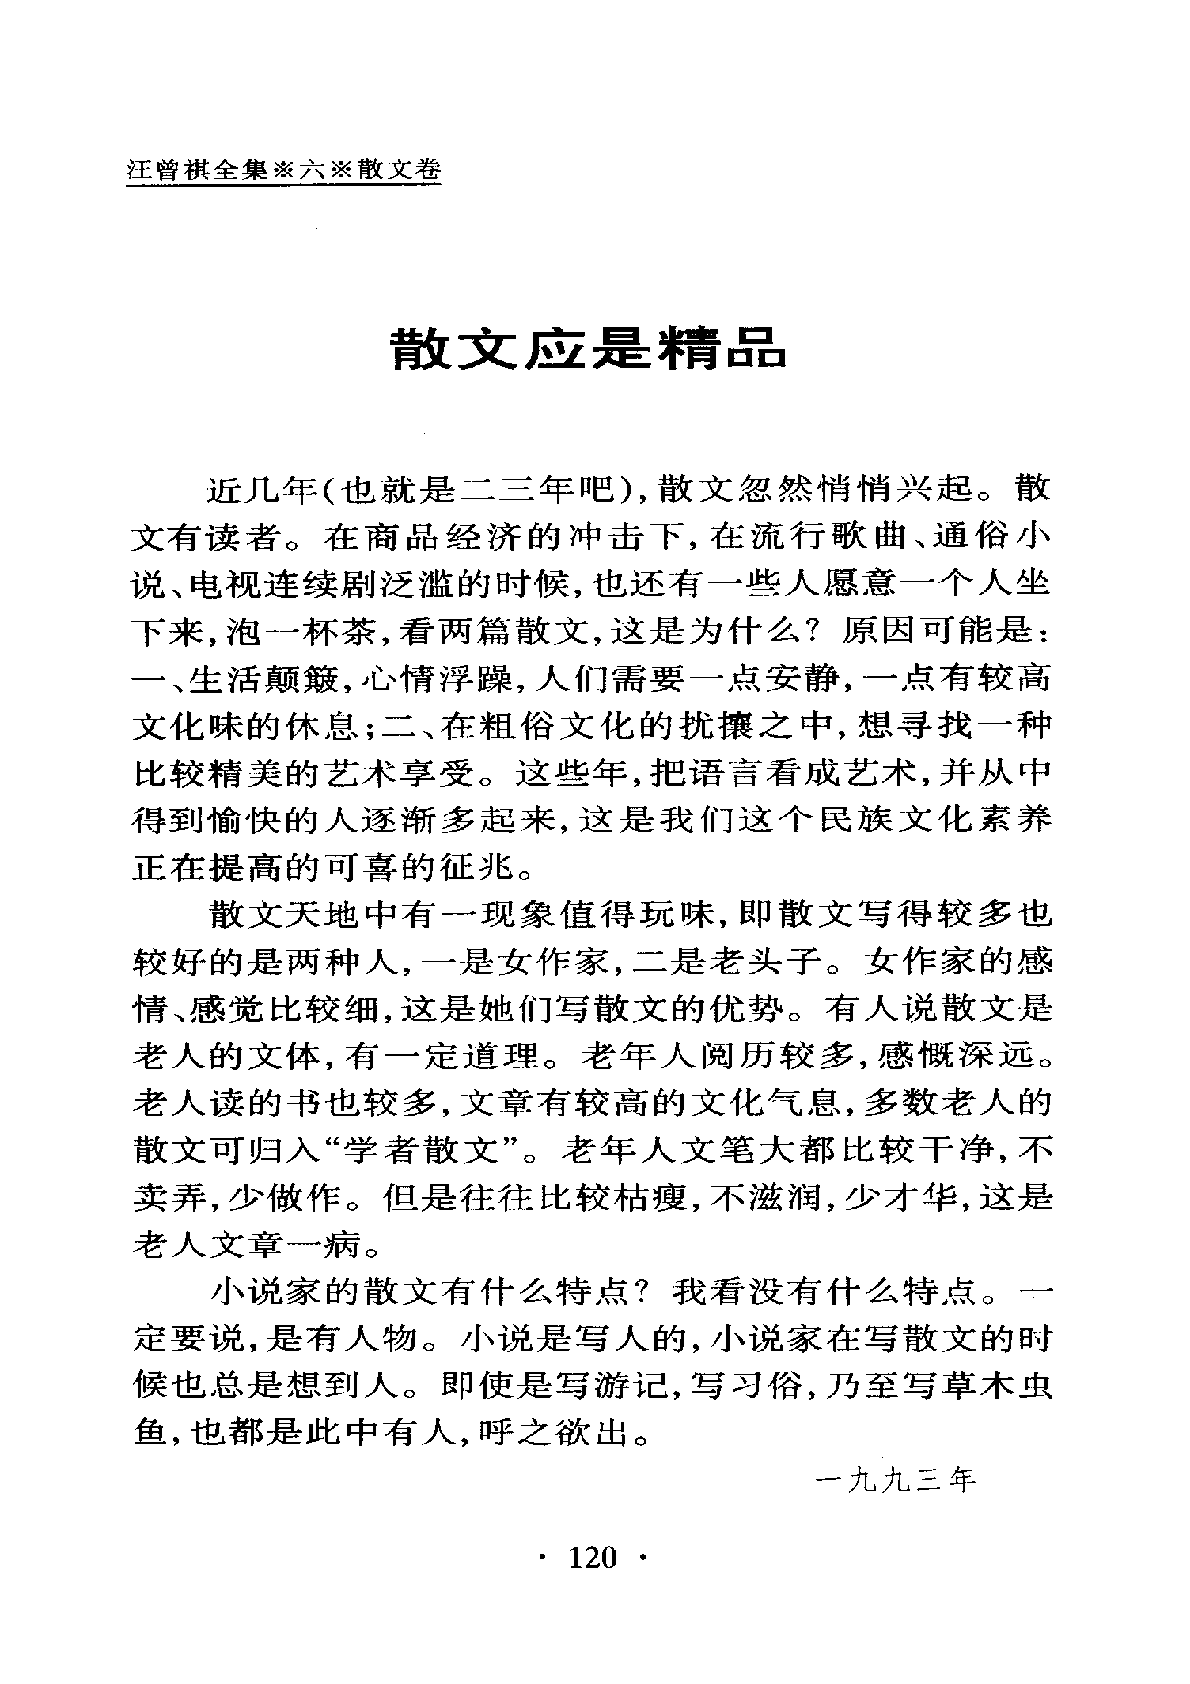 汪曾祺全集※六※散文卷
散文应是精品
近几年(也就是二三年吧),散文忽然悄悄兴起。散
文有读者。在商品经济的冲击下,在流行歌曲、通俗小
说、电视连续剧泛滥的时候,也还有一些人愿意一个人坐
下来,泡一杯茶,看两篇散文,这是为什么?原因可能是:
一、生活颠簸,心情浮躁,人们需要一点安静,一点有较高
文化味的休息;二、在粗俗文化的扰攘之中,想寻找一种
比较精美的艺术享受。这些年,把语言看成艺术,并从中
得到愉快的人逐渐多起来,这是我们这个民族文化素养
正在提高的可喜的征兆。
散文天地中有一现象值得玩味,即散文写得较多也
较好的是两种人,一是女作家,二是老头子。女作家的感
情、感觉比较细,这是她们写散文的优势。有人说散文是
老人的文体,有一定道理。老年人阅历较多,感慨深远。
老人读的书也较多,文章有较高的文化气息,多数老人的
散文可归入“学者散文”。老年人文笔大都比较干净,不
卖弄,少做作。但是往往比较枯瘦,不滋润,少才华,这是
老人文章一病。
小说家的散文有什么特点?我看没有什么特点。一
定要说,是有人物。小说是写人的,小说家在写散文的时
候也总是想到人。即使是写游记,写习俗,乃至写草木虫
鱼,也都是此中有人,呼之欲出。
一九九三年
· 120 ·